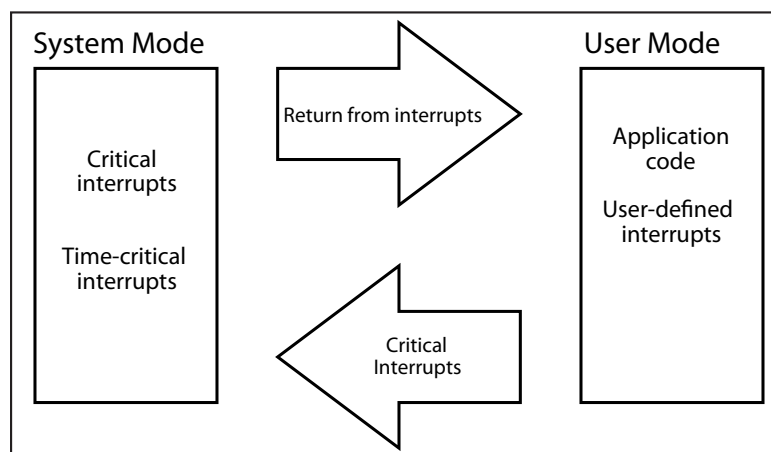 System Mode
User Mode
Return from interrupts
Critical
interrupts
Time-critical
interrupts
Application
code
User-defined
interrupts
Critical
Interrupts